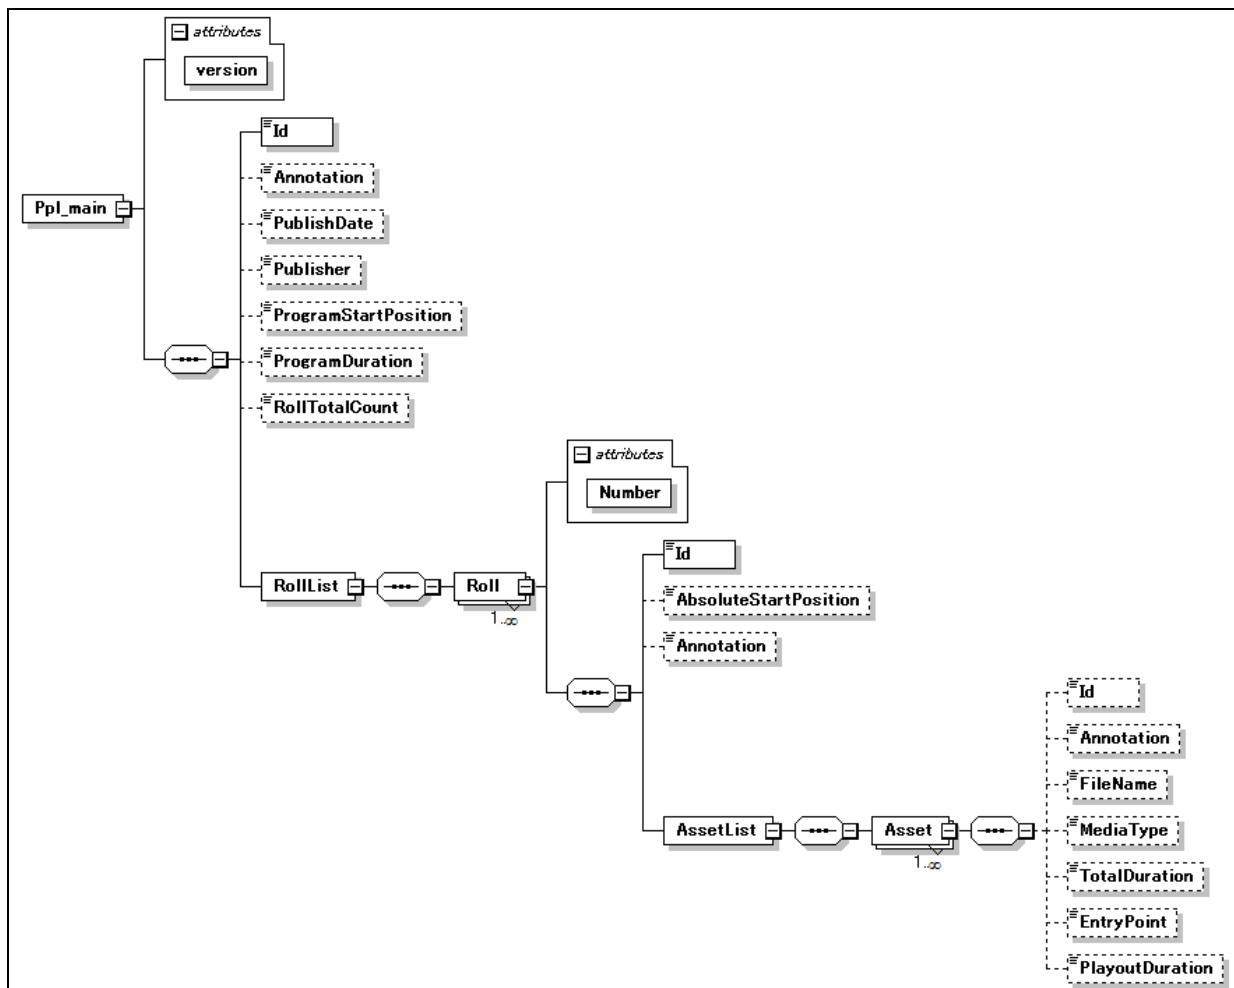 attributes
version
Id
Annotation
Ppl_main
PublishDate
Publisher
ProgramStartPosition
ProgramDuration
RollTotalCount
attributes
Number
Id
RollList
Roll
AbsoluteStartPosition
1..∞
Annotation
Id
Annotation
FileName
AssetList
Asset
MediaType
1..∞
TotalDuration
EntryPoint
PlayoutDuration